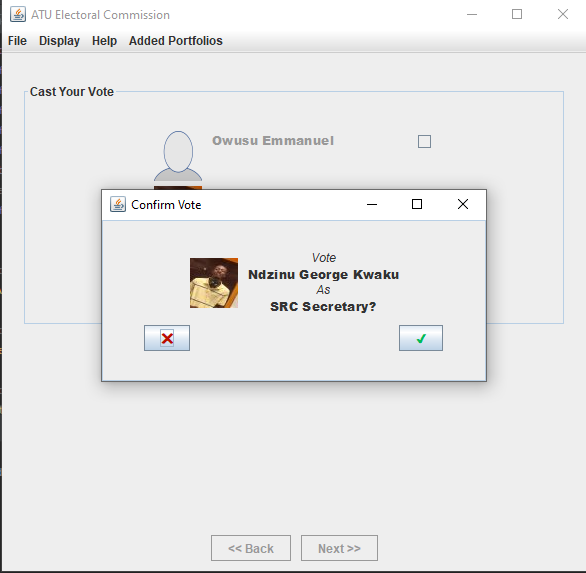 ATU Electoral Commission
File Display Help Added Portfolios
Cast Your Vote
Owusu Emmanuel
Confirm Vote
Vote
Ndzinu George Kwaku
As
SRC Secretary?
<< Back Next >>